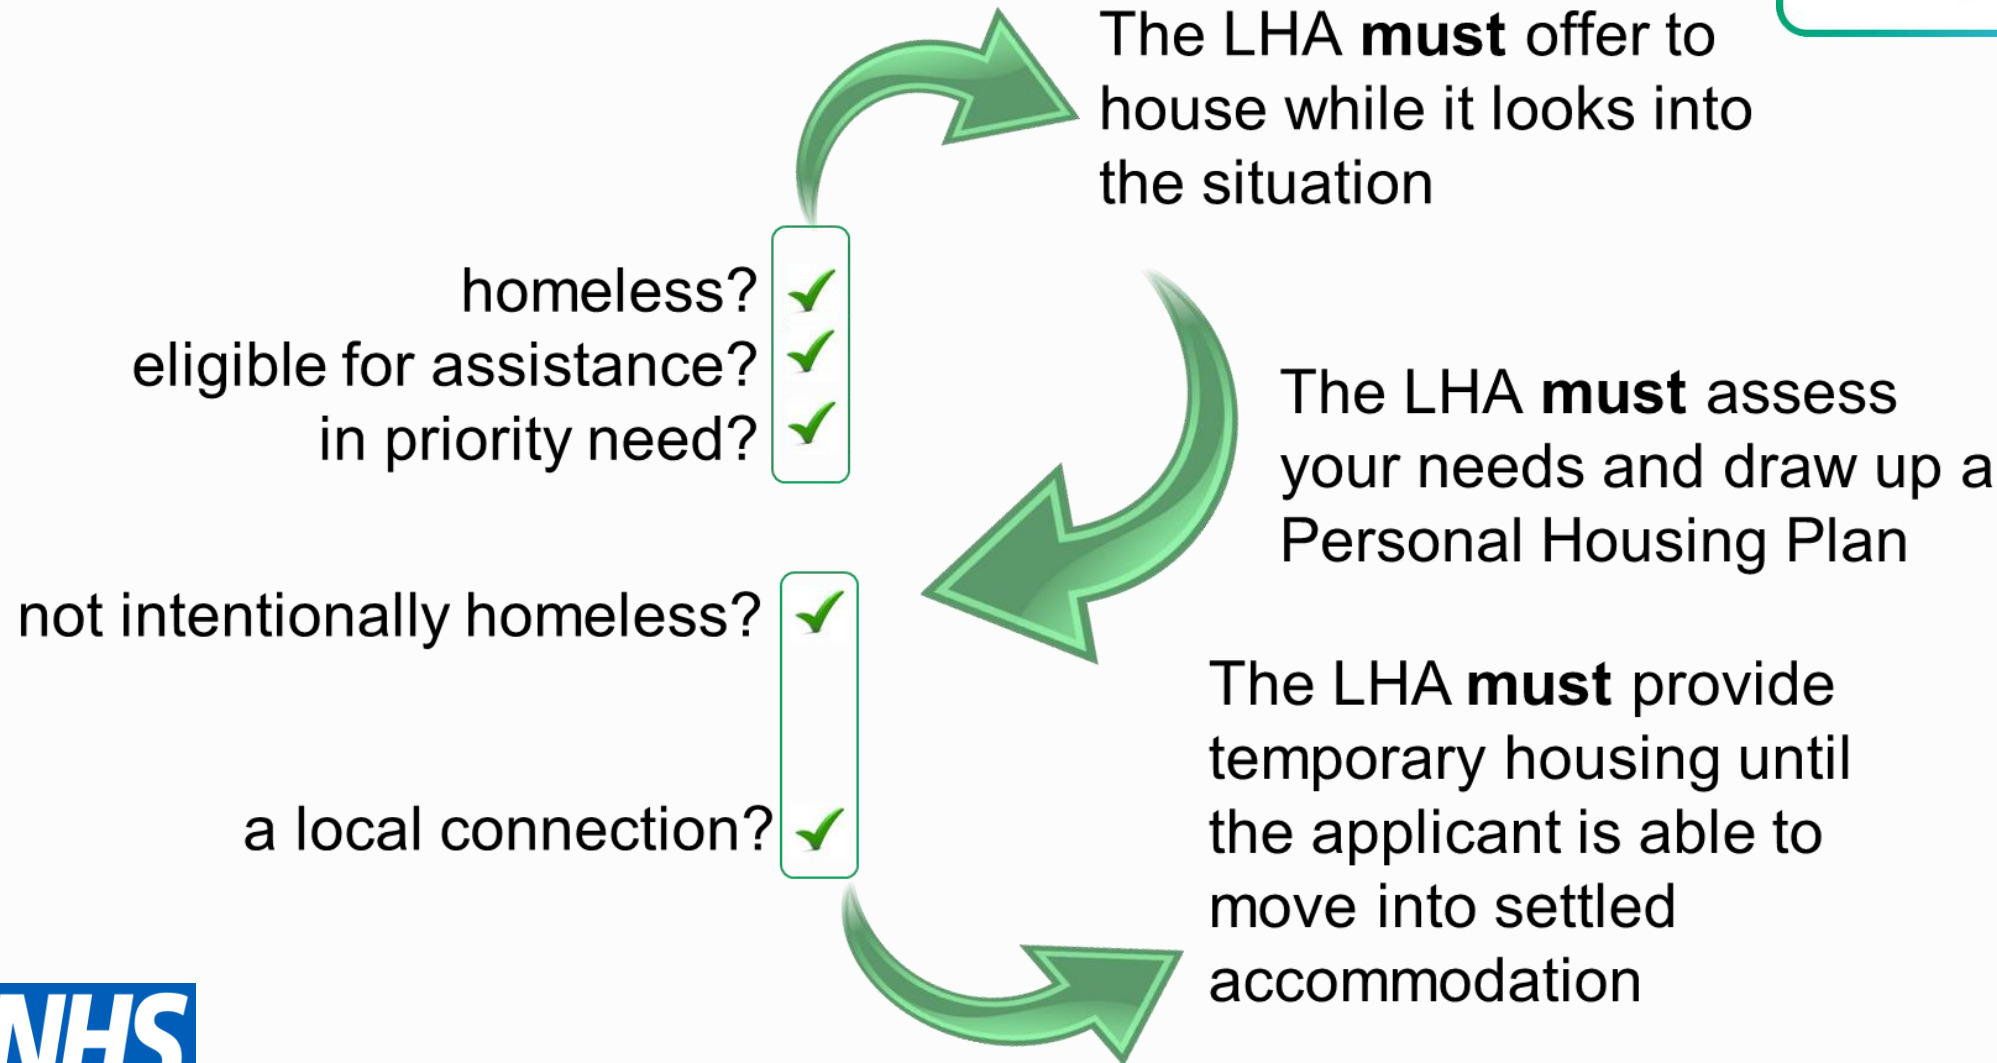 The LHA must offer to
house while it looks into
the situation
homeless?
eligible for assistance?
in priority need?
The LHA must assess
your needs and draw up a
Personal Housing Plan
not intentionally homeless?
a local connection?
The LHA must provide
temporary housing until
the applicant is able to
move into settled
accommodation
NHS